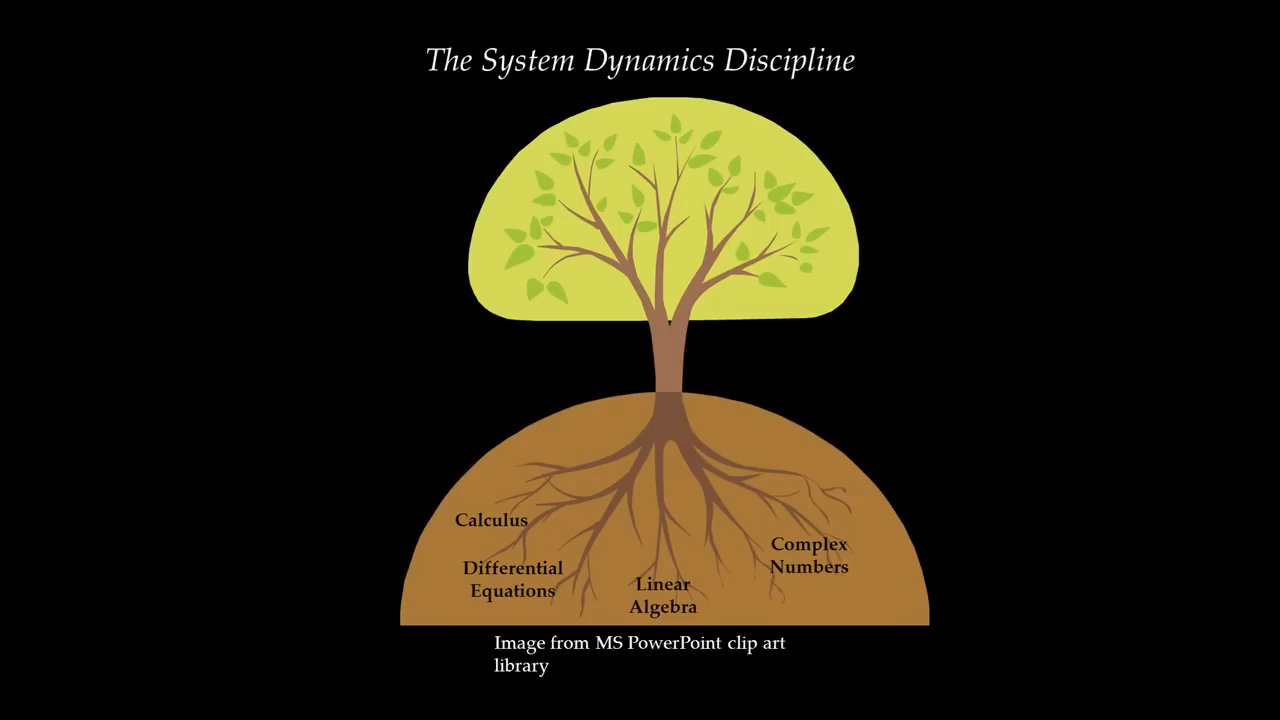 The System Dynamics Discipline
Calculus
Differential
Equations
Linear
Algebra
Complex
Numbers
Image from MS PowerPoint clip art
library